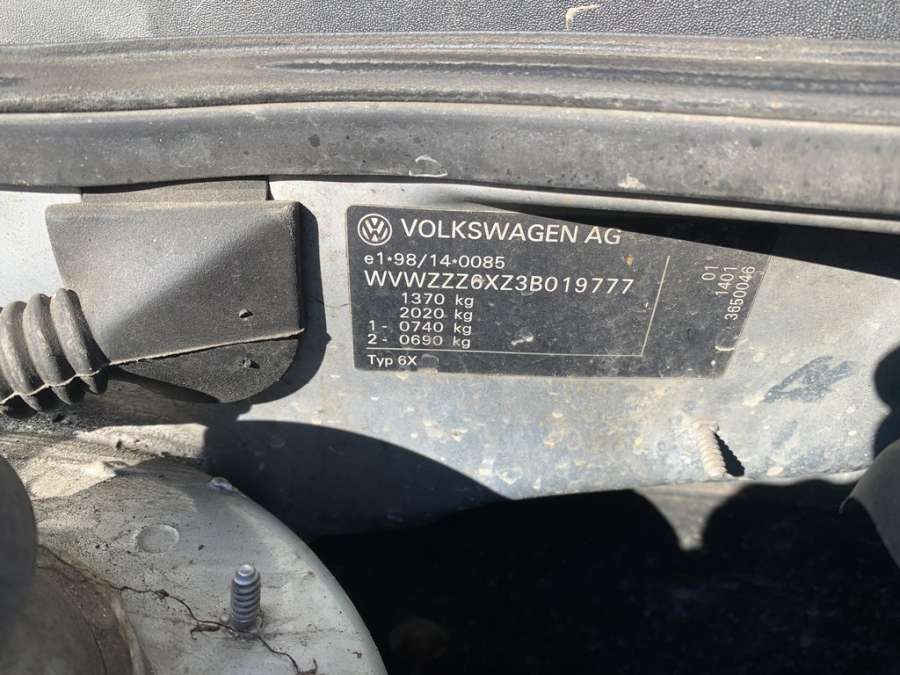 VOLKSWAGEN AG
e1*98/14*0085
WVWZZZ6XZ3B019777
1370 kg
2020 kg
1- 0740 kg
2- 0690 kg
Typ 6X
01
1401
3650046